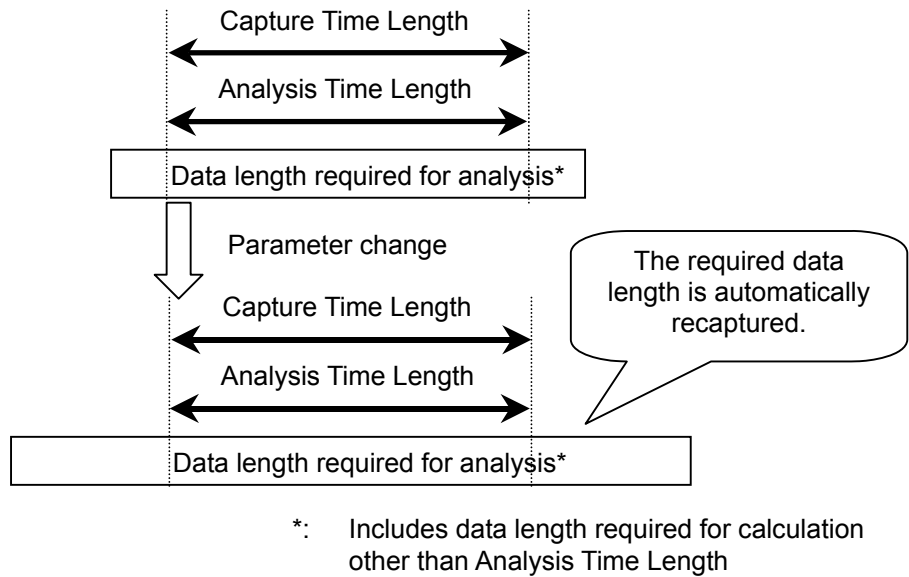 Capture Time Length
Analysis Time Length
Data length required for analysis*
Parameter change
The required data
length is automatically
recaptured.
Capture Time Length
Analysis Time Length
Data length required for analysis*
*: Includes data length required for calculation
other than Analysis Time Length